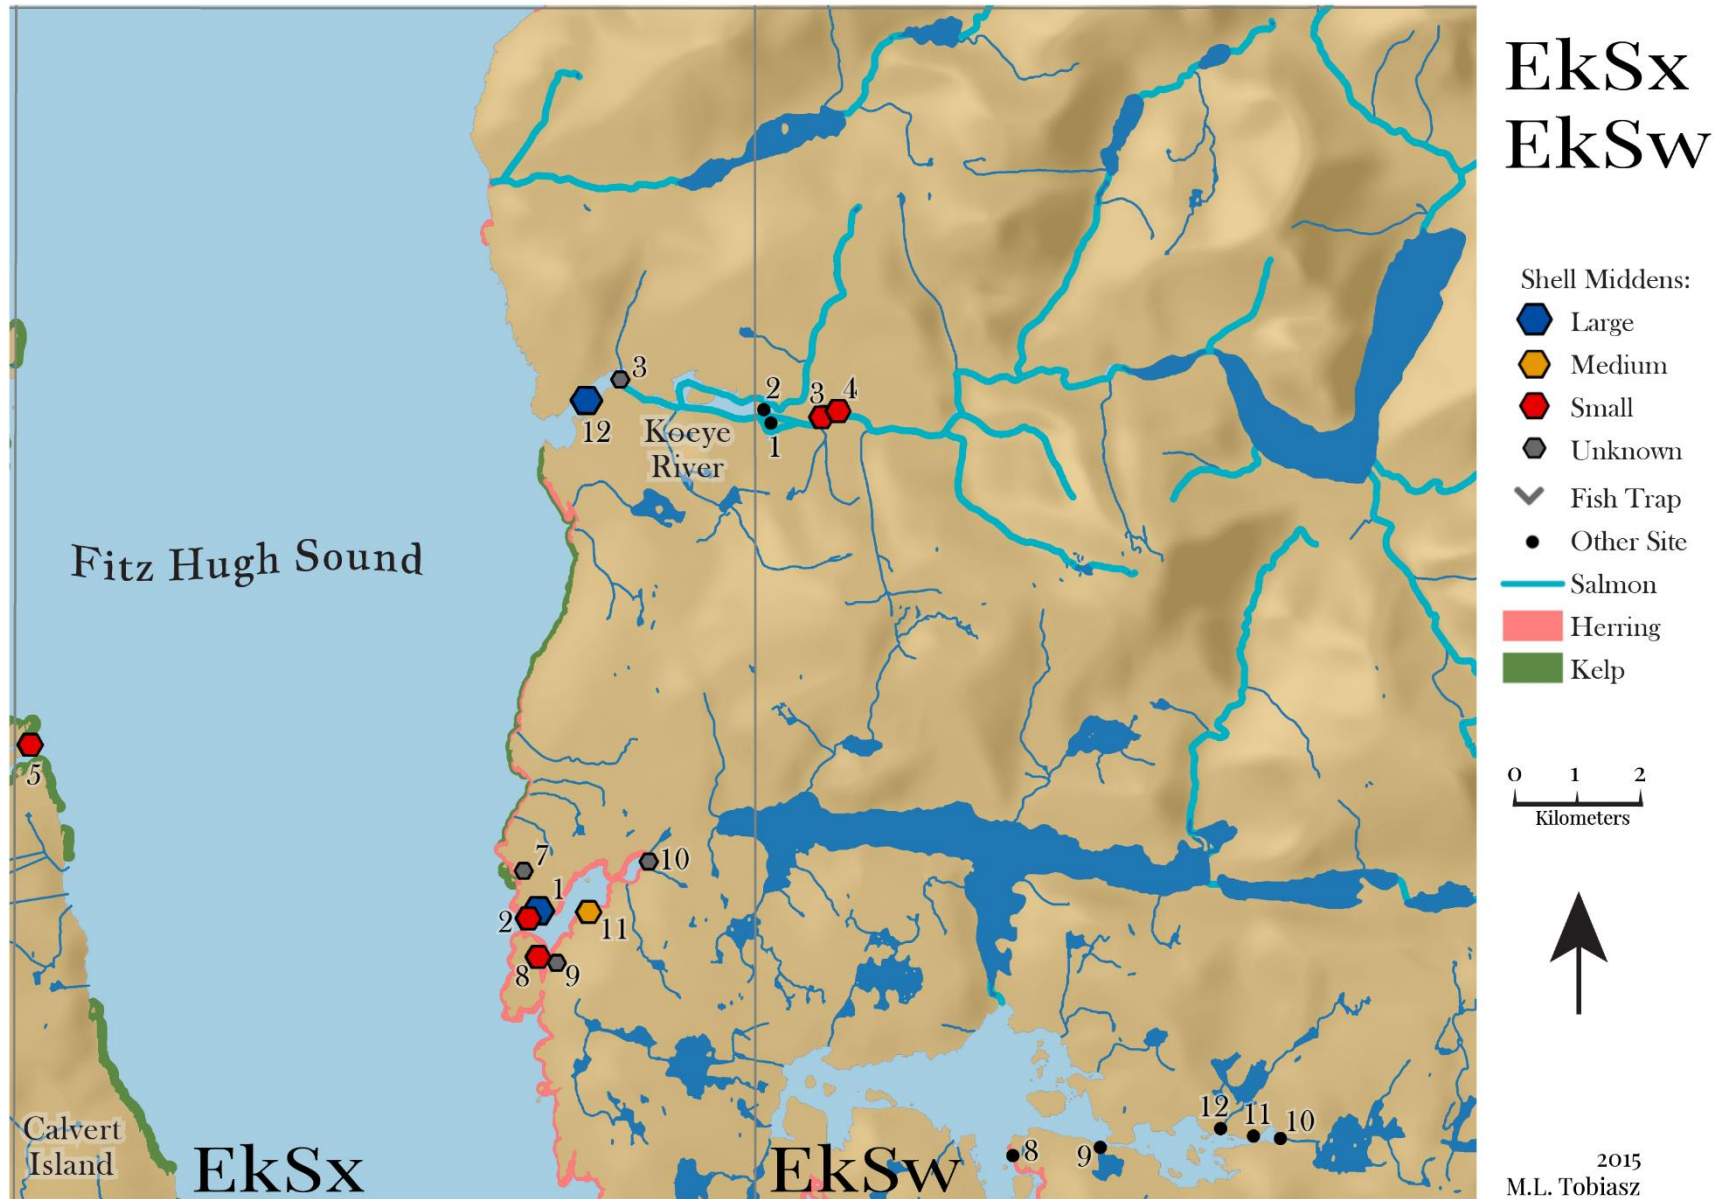 EkSx
EkSw
Shell Middens:
Large
Medium
Small
Unknown
Fish Trap
Other Site
Salmon
Herring
Kelp
0 1 2
Kilometers
2015
M.L. Tobiasz
3
12
Koeye
River
2
1
3
4
Fitz Hugh Sound
5
7
10
1
2
11
8
9
Calvert
Island
EkSx
EkSw
12
11
10
8
9